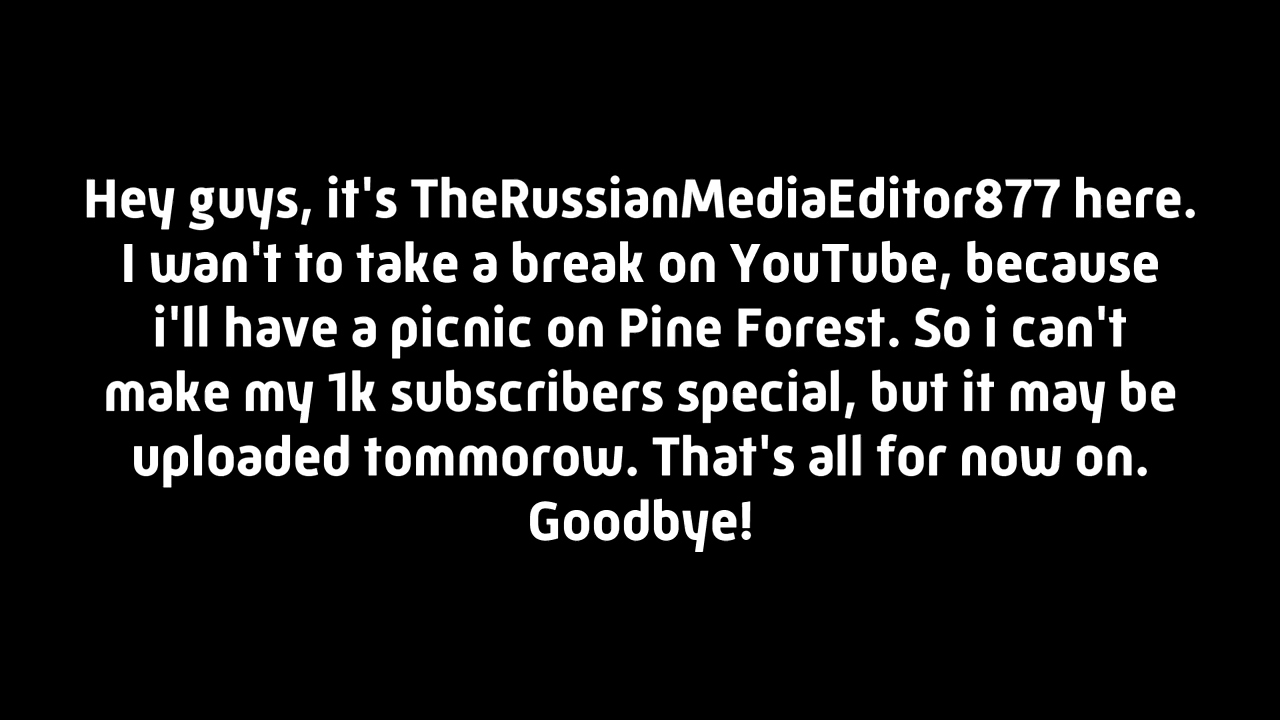 Hey guys, it's TheRussianMediaEditor877 here.
I wan't to take a break on YouTube, because
i'll have a picnic on Pine Forest. So i can't
make my 1k subscribers special, but it may be
uploaded tommorow. That's all for now on.
Goodbye!